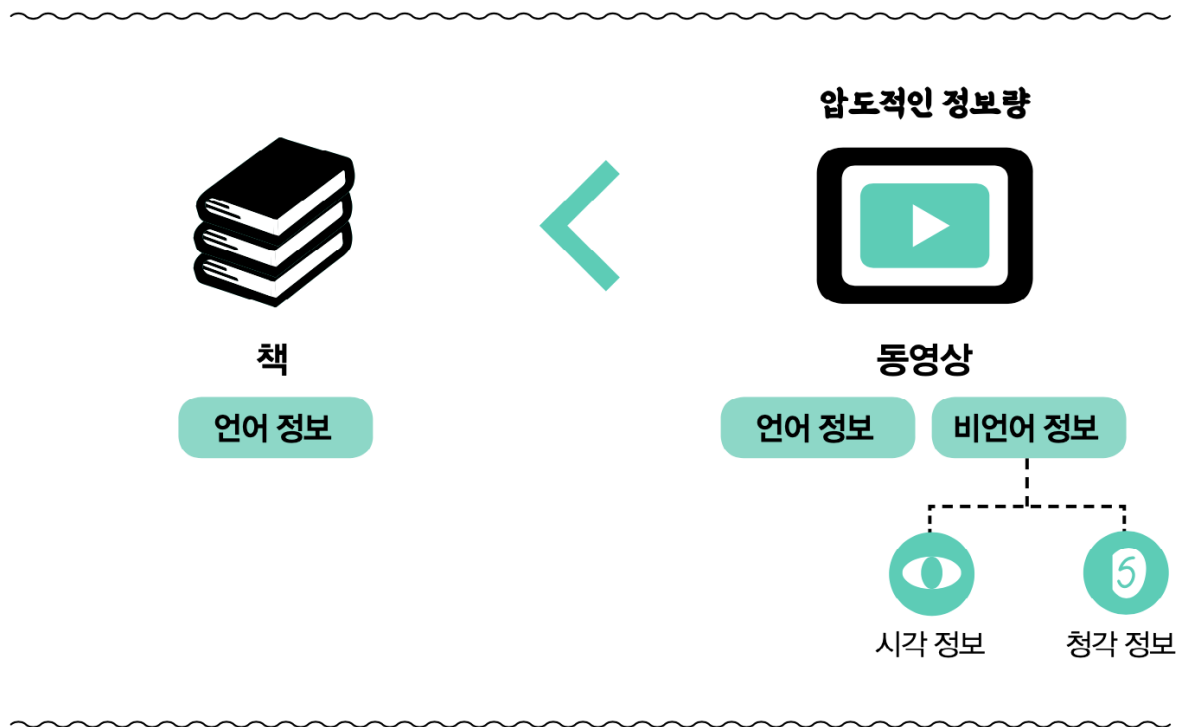 압도적인 정보량
책
동영상
언어 정보
언어 정보
비언어 정보
시각 정보
청각 정보